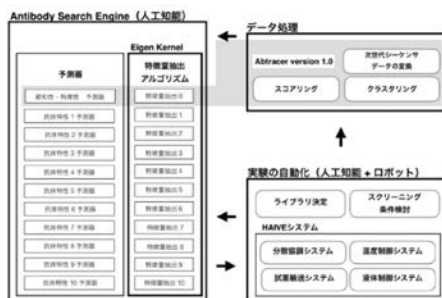 Antibody Search Engine（人工知能）
Eigen Kernel
予測器
特徴量抽出
アルゴリズム
親和性・特異性 予測器
抗体特性 1 予測器
抗体特性 2 予測器
抗体特性 3 予測器
抗体特性 4 予測器
抗体特性 5 予測器
抗体特性 6 予測器
抗体特性 7 予測器
抗体特性 8 予測器
抗体特性 9 予測器
抗体特性 10 予測器
特徴量抽出 0
特徴量抽出 1
特徴量抽出 2
特徴量抽出 3
特徴量抽出 4
特徴量抽出 5
特徴量抽出 6
特徴量抽出 7
特徴量抽出 8
特徴量抽出 9
特徴量抽出 10
データ処理
Abtracer version 1.0
次世代シーケンサ
データの変換
スコアリング
クラスタリング
実験の自動化（人工知能 + ロボット）
ライブラリ決定
スクリーニング
条件検討
HAIVEシステム
分散協調システム
温度制御システム
試薬輸送システム
液体制御システム